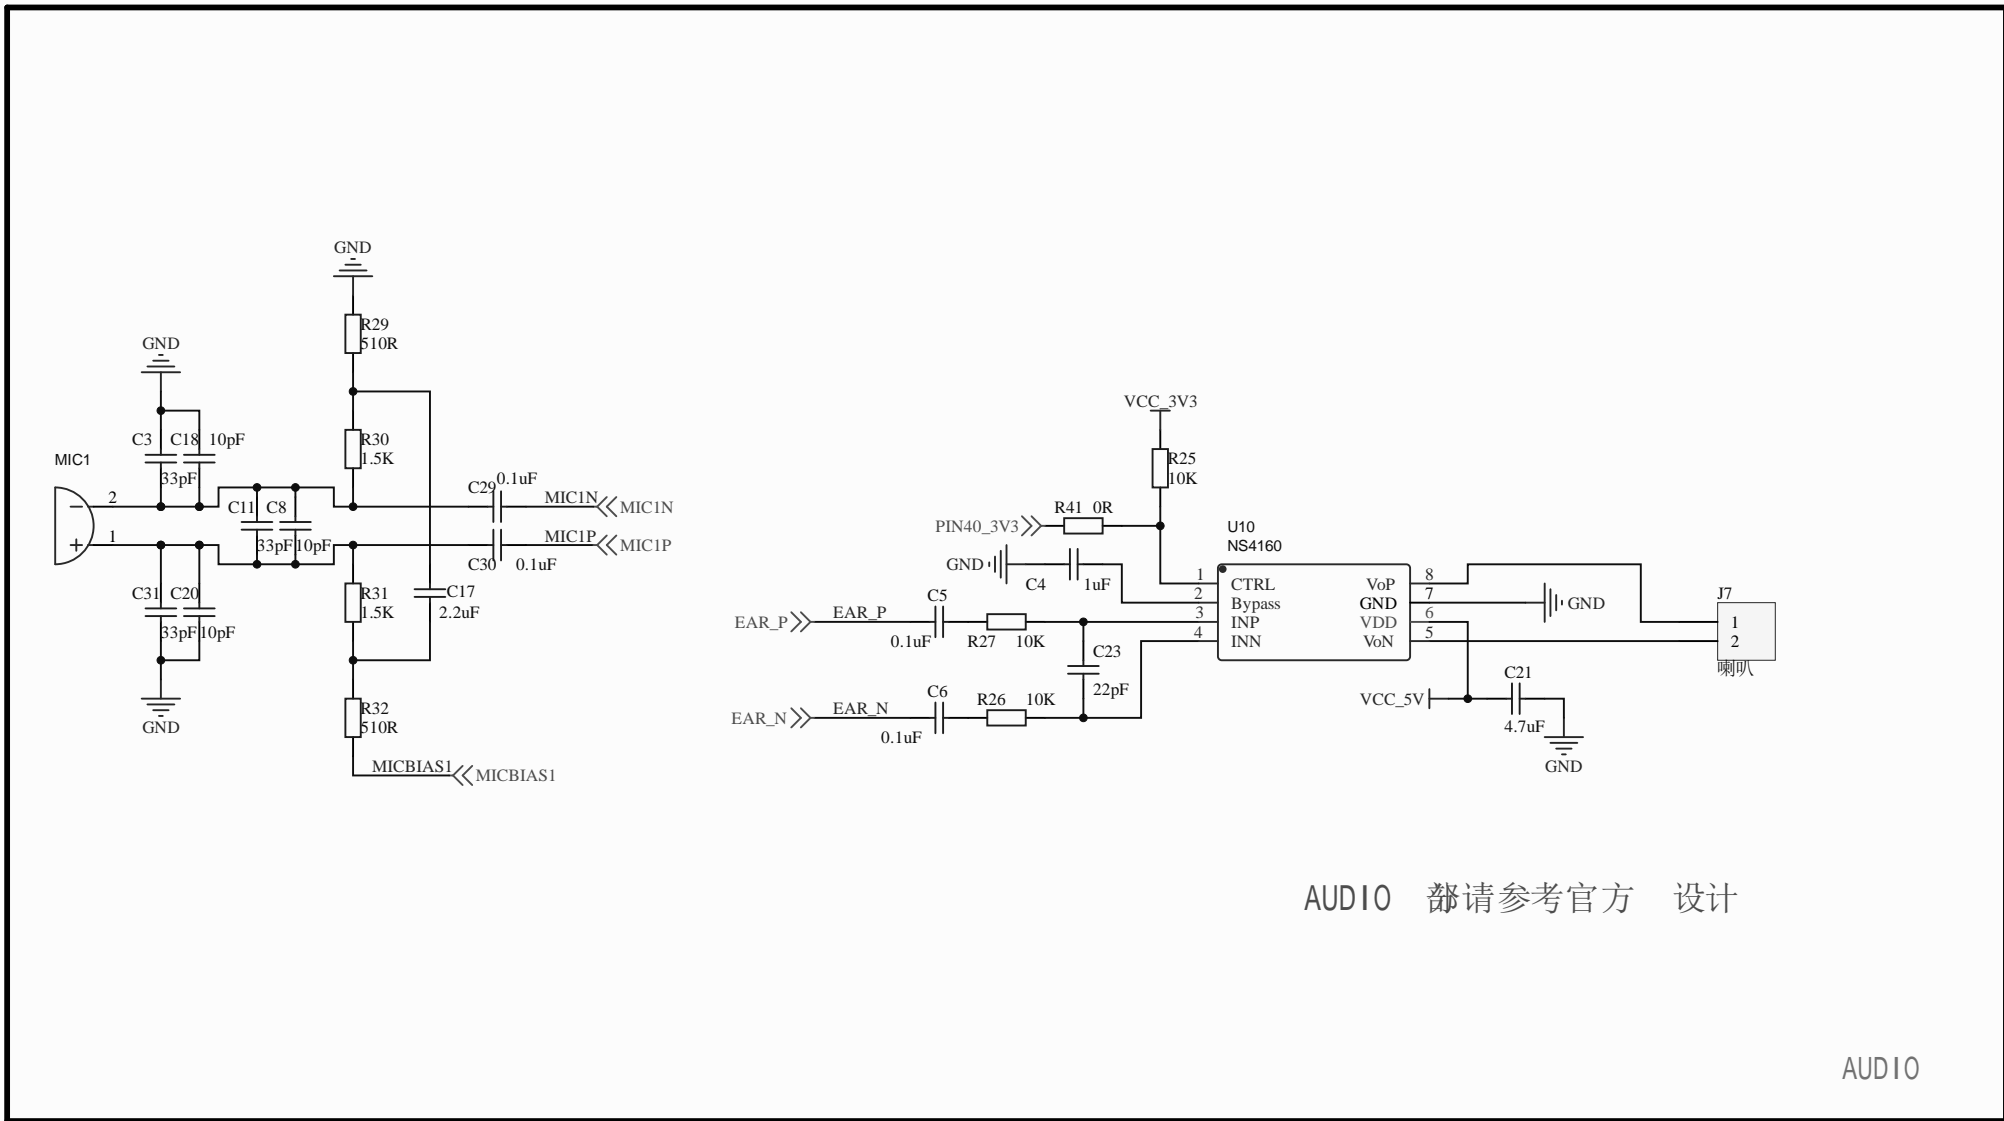 GND
R29
510R
GND
C3
C18
10pF
33pF
R30
1.5K
MIC1
2
1
C11
C8
33pF
10pF
C29
0.1uF
MIC1N
MIC1N
MIC1P
MIC1P
C30
0.1uF
C31
C20
33pF
10pF
GND
R31
1.5K
C17
2.2uF
R32
510R
MICBIAS1
MICBIAS1
VCC_3V3
R25
10K
R41 0R
PIN40_3V3
GND
C4
1uF
EAR_P
EAR_P
C5
0.1uF
R27
10K
C23
22pF
EAR_N
EAR_N
C6
0.1uF
R26
10K
U10
NS4160
1
2
3
4
CTRL
Bypass
INP
INN
VoP
GND
VDD
VoN
8
7
6
5
GND
J7
1
2
喇叭
VCC_5V
C21
4.7uF
GND
AUDIO 部请参考官方 设计
AUDIO